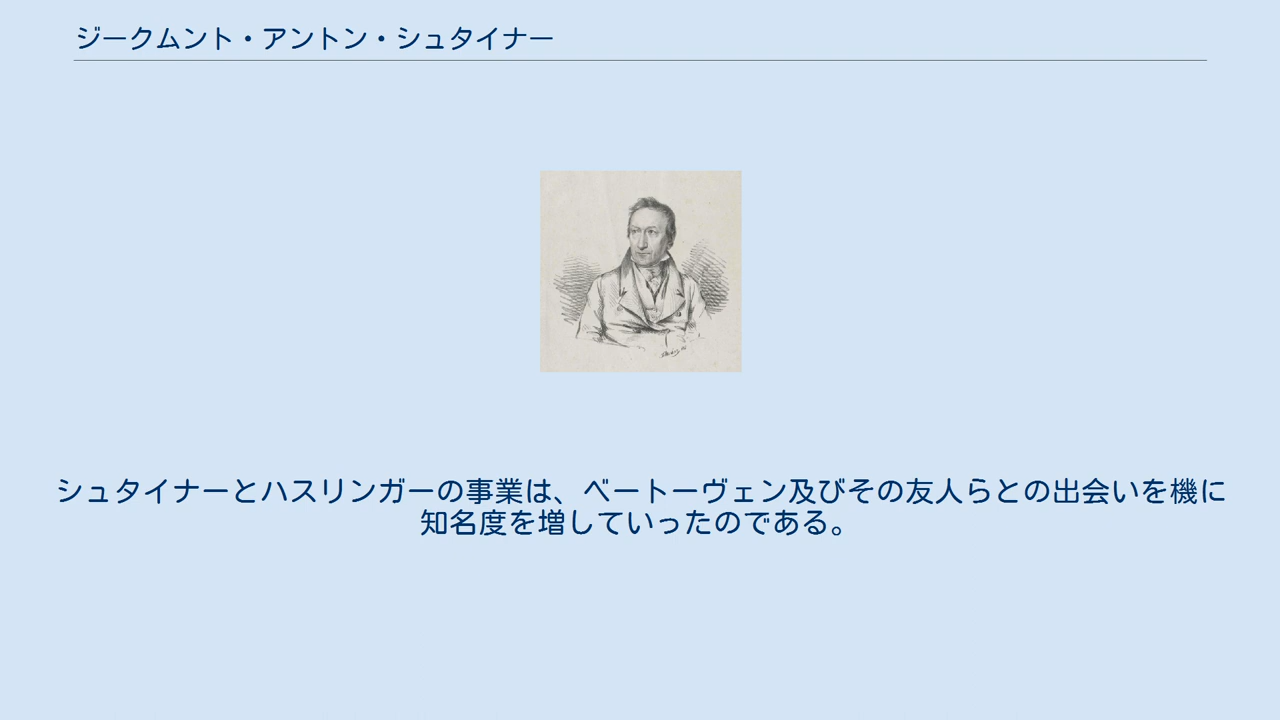 ジークムント・アントン・シュタイナー
シュタイナーとハスリンガーの事業は、ベートーヴェン及びその友人らとの出会いを機に
知名度を増していったのである。